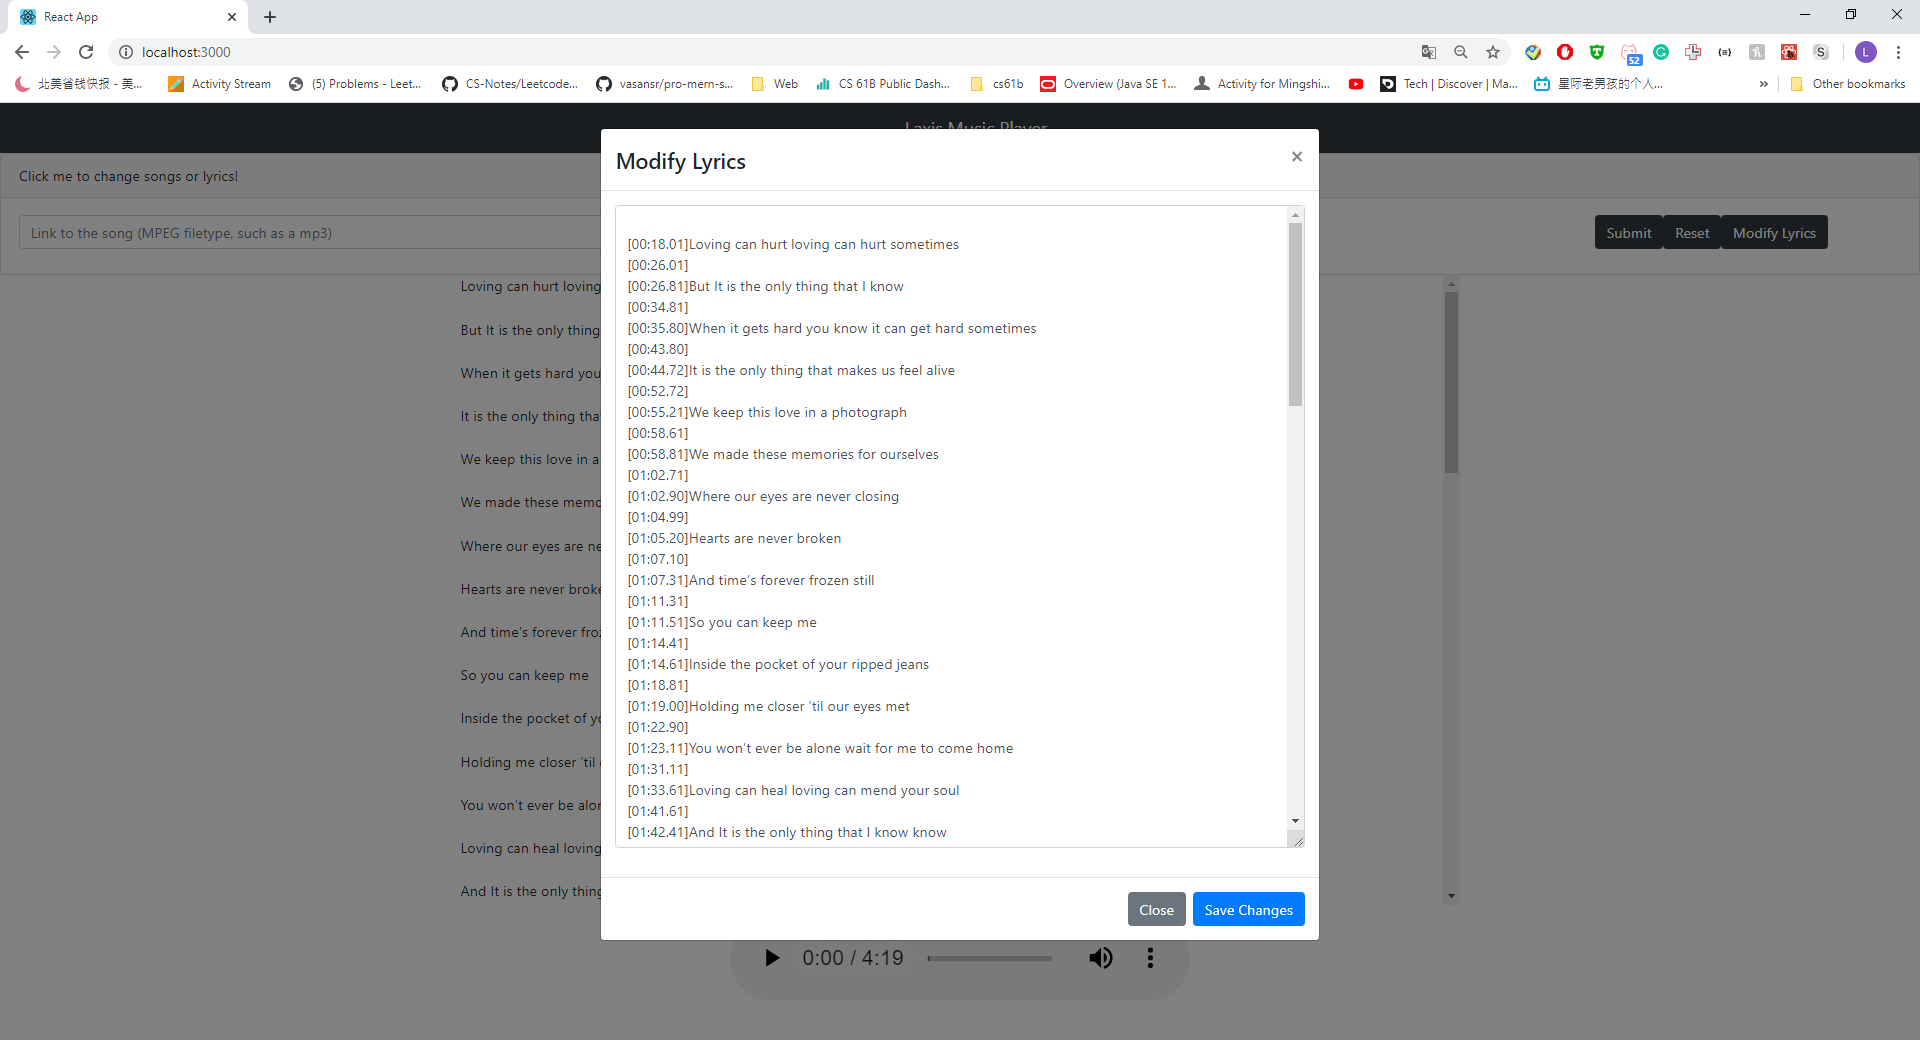 React App
localhost:3000
52
L
北美省钱快报 - 美...
Activity Stream
(5) Problems - Leet...
CS-Notes/Leetcode...
vasansr/pro-mern-s...
Web
CS 61B Public Dash...
cs61b
Overview (Java SE 1...
Activity for Mingshi...
Tech | Discover | Ma...
星际老男孩的个人...
Other bookmarks
Laxis Music Player
Click me to change songs or lyrics!
Link to the song (MPEG filetype, such as a mp3)
Submit
Reset
Modify Lyrics
Loving can hurt loving
But It is the only thing
When it gets hard you
It is the only thing tha
We keep this love in a
We made these memo
Where our eyes are ne
Hearts are never broke
And time's forever froz
So you can keep me
Inside the pocket of yo
Holding me closer 'til
You won't ever be alon
Loving can heal loving
And It is the only thing
Modify Lyrics
×
[00:18.01]Loving can hurt loving can hurt sometimes
[00:26.01]
[00:26.81]But It is the only thing that I know
[00:34.81]
[00:35.80]When it gets hard you know it can get hard sometimes
[00:43.80]
[00:44.72]It is the only thing that makes us feel alive
[00:52.72]
[00:55.21]We keep this love in a photograph
[00:58.61]
[00:58.81]We made these memories for ourselves
[01:02.71]
[01:02.90]Where our eyes are never closing
[01:04.99]
[01:05.20]Hearts are never broken
[01:07.10]
[01:07.31]And time's forever frozen still
[01:11.31]
[01:11.51]So you can keep me
[01:14.41]
[01:14.61]Inside the pocket of your ripped jeans
[01:18.81]
[01:19.00]Holding me closer 'til our eyes met
[01:22.90]
[01:23.11]You won't ever be alone wait for me to come home
[01:31.11]
[01:33.61]Loving can heal loving can mend your soul
[01:41.61]
[01:42.41]And It is the only thing that I know know
Close
Save Changes
0:00 / 4:19